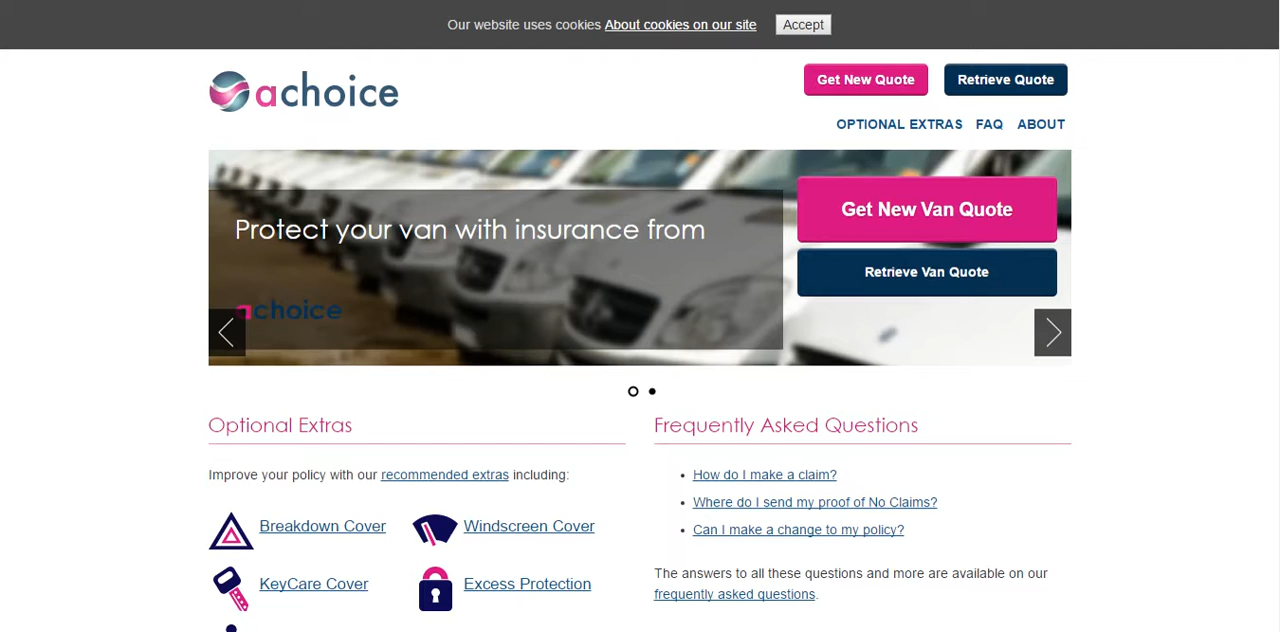 Our website uses cookies About cookies on our site Accept
achoice
Get New Quote Retrieve Quote
OPTIONAL EXTRAS FAQ ABOUT
Protect your van with insurance from
achoice
Get New Van Quote
Retrieve Van Quote
Optional Extras
Improve your policy with our recommended extras including:
Breakdown Cover
Windscreen Cover
KeyCare Cover
Excess Protection
Frequently Asked Questions
How do I make a claim?
Where do I send my proof of No Claims?
Can I make a change to my policy?
The answers to all these questions and more are available on our
frequently asked questions.